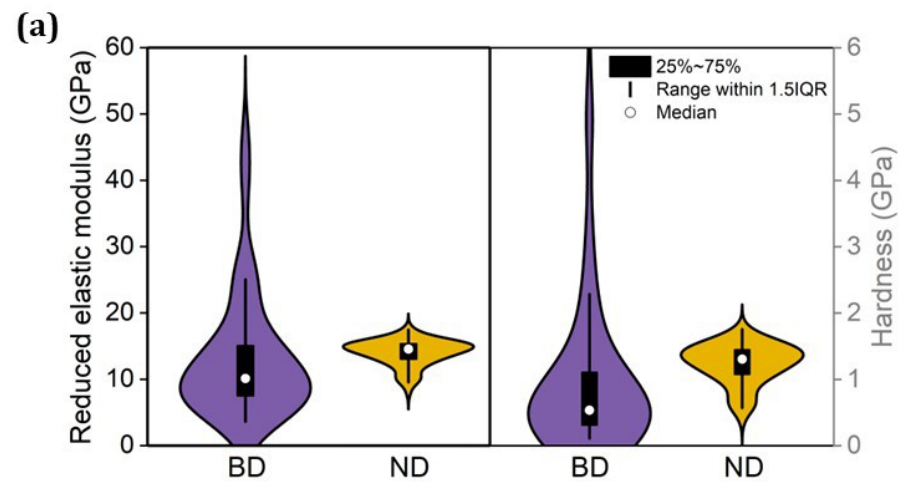 (a)
Reduced elastic modulus (GPa)
60
50
40
30
20
10
0
25%~75%
Range within 1.5IQR
Median
6
5
4
3
2
1
0
Hardness (GPa)
BD ND BD ND